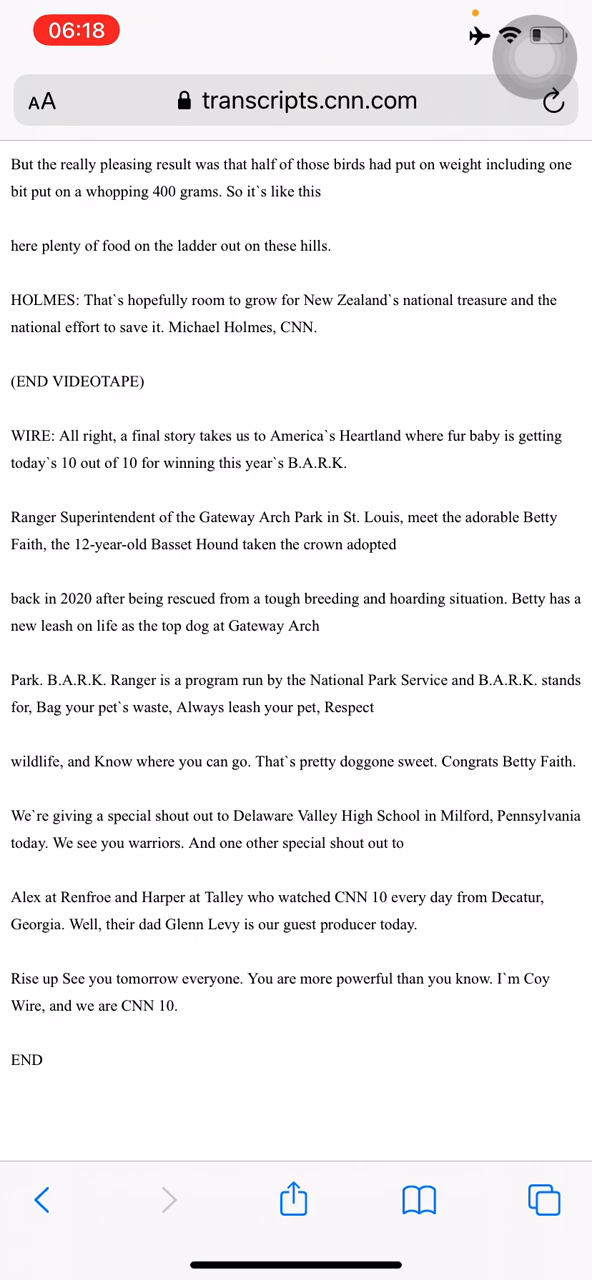 06:18
AA
transcripts.cnn.com
But the really pleasing result was that half of those birds had put on weight including one
bit put on a whopping 400 grams. So it`s like this
here plenty of food on the ladder out on these hills.
HOLMES: That`s hopefully room to grow for New Zealand`s national treasure and the
national effort to save it. Michael Holmes, CNN.
(END VIDEOTAPE)
WIRE: All right, a final story takes us to America`s Heartland where fur baby is getting
today`s 10 out of 10 for winning this year`s B.A.R.K.
Ranger Superintendent of the Gateway Arch Park in St. Louis, meet the adorable Betty
Faith, the 12-year-old Basset Hound taken the crown adopted
back in 2020 after being rescued from a tough breeding and hoarding situation. Betty has a
new leash on life as the top dog at Gateway Arch
Park. B.A.R.K. Ranger is a program run by the National Park Service and B.A.R.K. stands
for, Bag your pet`s waste, Always leash your pet, Respect
wildlife, and Know where you can go. That`s pretty doggone sweet. Congrats Betty Faith.
We`re giving a special shout out to Delaware Valley High School in Milford, Pennsylvania
today. We see you warriors. And one other special shout out to
Alex at Renfroe and Harper at Talley who watched CNN 10 every day from Decatur,
Georgia. Well, their dad Glenn Levy is our guest producer today.
Rise up See you tomorrow everyone. You are more powerful than you know. I`m Coy
Wire, and we are CNN 10.
END